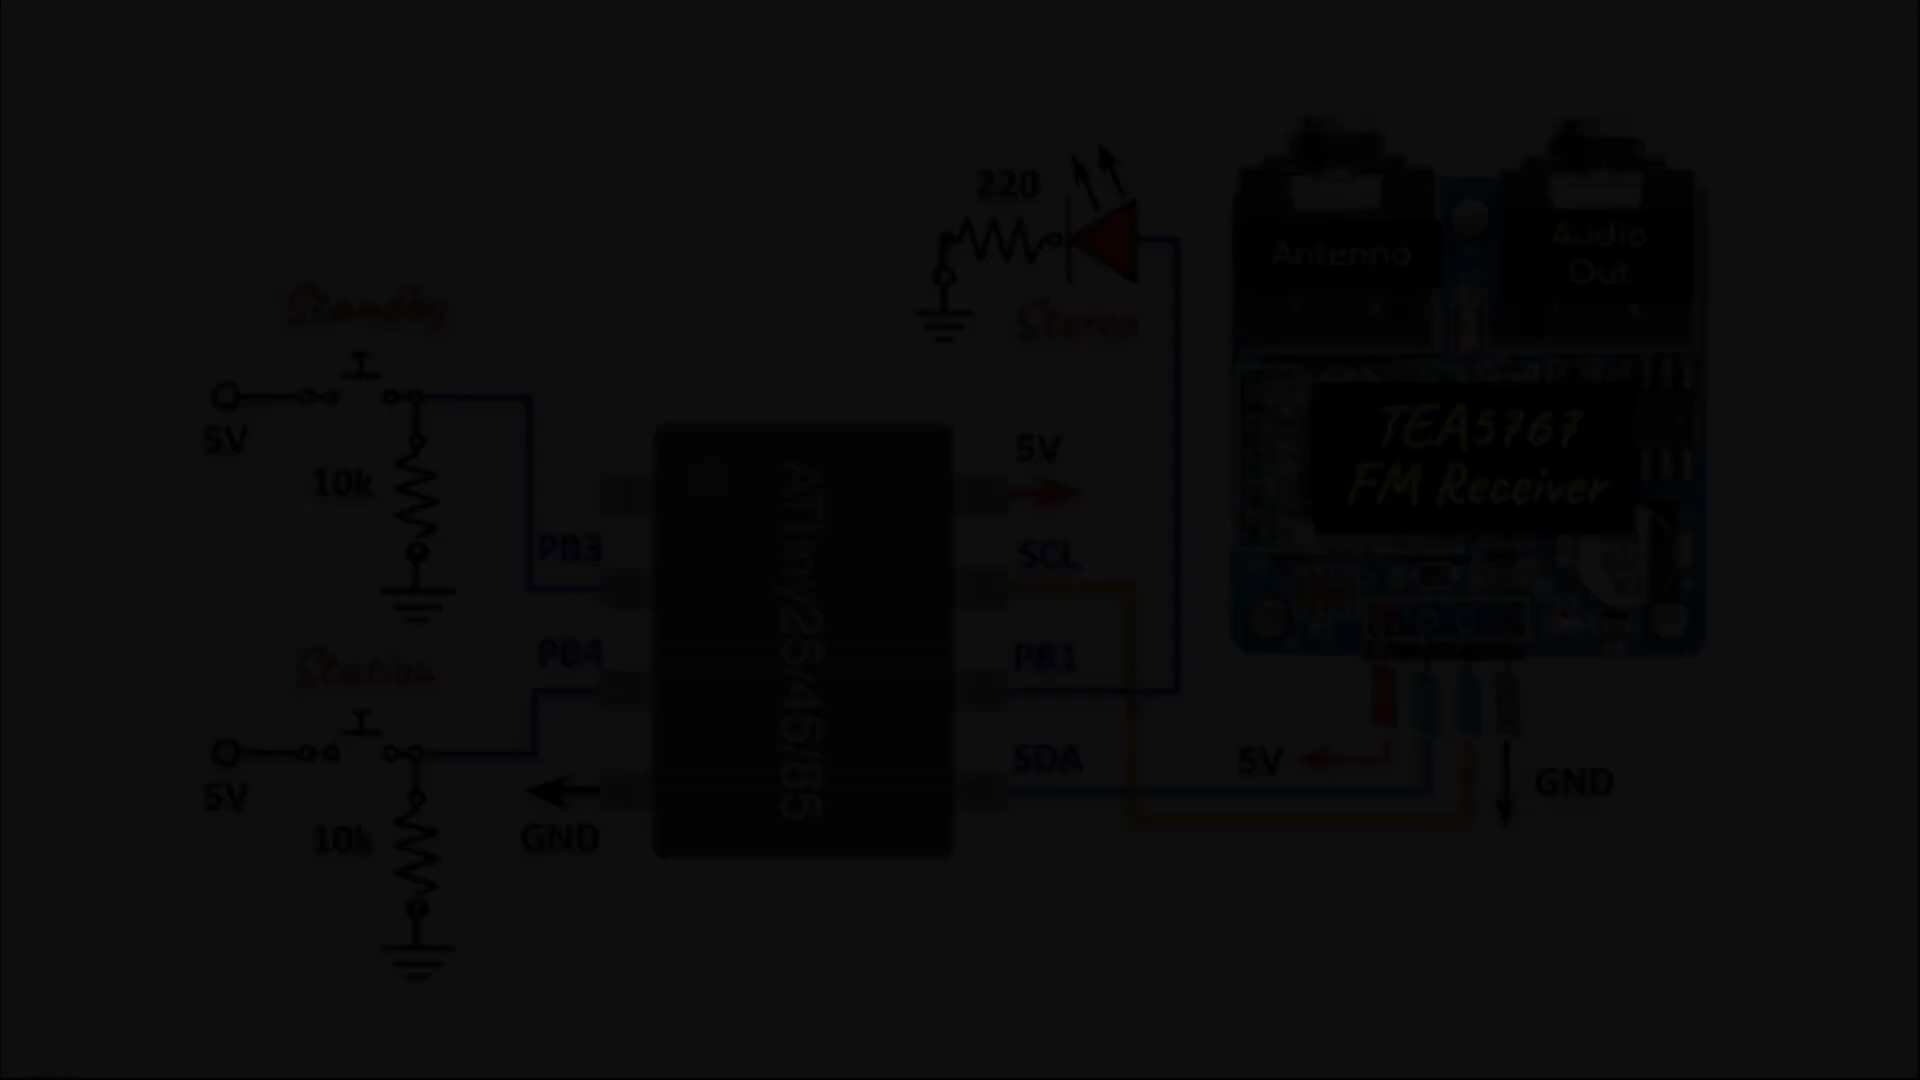 220
Antenna
Audio
Out
Standby
Stereo
5V
10k
5V
TEA5767
FM Receiver
PB3
SCL
ATtiny25/45/85
PB4
PB1
Station
5V
10k
GND
SDA
5V
GND